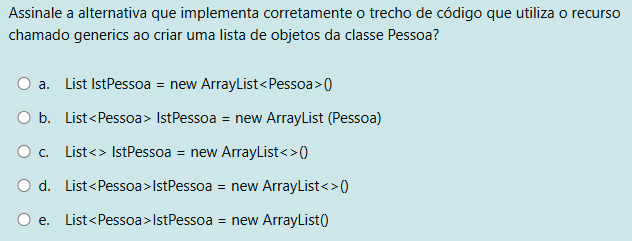 Assinale a alternativa que implementa corretamente o trecho de código que utiliza o recurso
chamado generics ao criar uma lista de objetos da classe Pessoa?
a. List lstPessoa = new ArrayList<Pessoa>()
b. List<Pessoa> lstPessoa = new ArrayList (Pessoa)
c. List<> lstPessoa = new ArrayList<>()
d. List<Pessoa>lstPessoa = new ArrayList<>()
e. List<Pessoa>lstPessoa = new ArrayList()